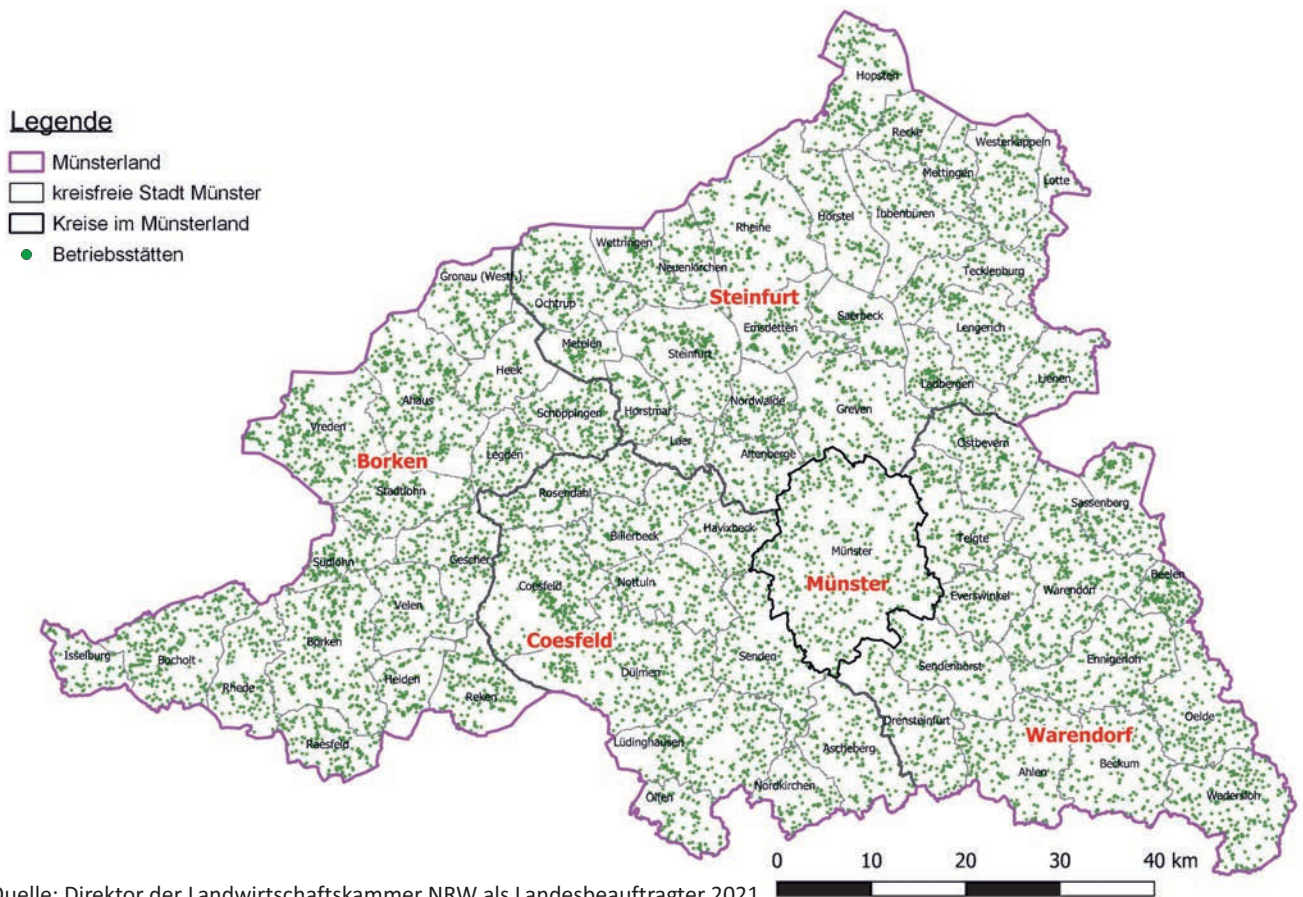 Legende
Münsterland
kreisfreie Stadt Münster
Kreise im Münsterland
Betriebsstätten
Hopsten
Recke
Westerkappeln
Mettingen
Lotte
Hörstel
Ibbenbüren
Rheine
Wettringen
Neuenkirchen
Tecklenburg
Gronau (Westf.)
Steinfurt
Ochtrup
Saerbeck
Emsdetten
Lengerich
Metelen
Steinfurt
Heek
Ladbergen
Lienen
Ahaus
Nordwalde
Greven
Schöppingen
Horstmar
Vreden
Laer
Ostbevern
Legden
Altenberge
Borken
Stadtlohn
Rosendahl
Sassenberg
Havixbeck
Billerbeck
Telgte
Münster
Südlohn
Gescher
Coesfeld
Nottuln
Münster
Beelen
Warendorf
Everswinkel
Velen
Borken
Coesfeld
Isselburg
Bocholt
Senden
Ennigerloh
Sendenhorst
Rhede
Heiden
Dülmen
Reken
Oelde
Drensteinfurt
Warendorf
Raesfeld
Lüdinghausen
Ascheberg
Beckum
Ahlen
Nordkirchen
Olfen
Wadersloh
0 10 20 30 40 km
Quelle: Direktor der Landwirtschaftskammer NRW als Landesbeauftragter 2021